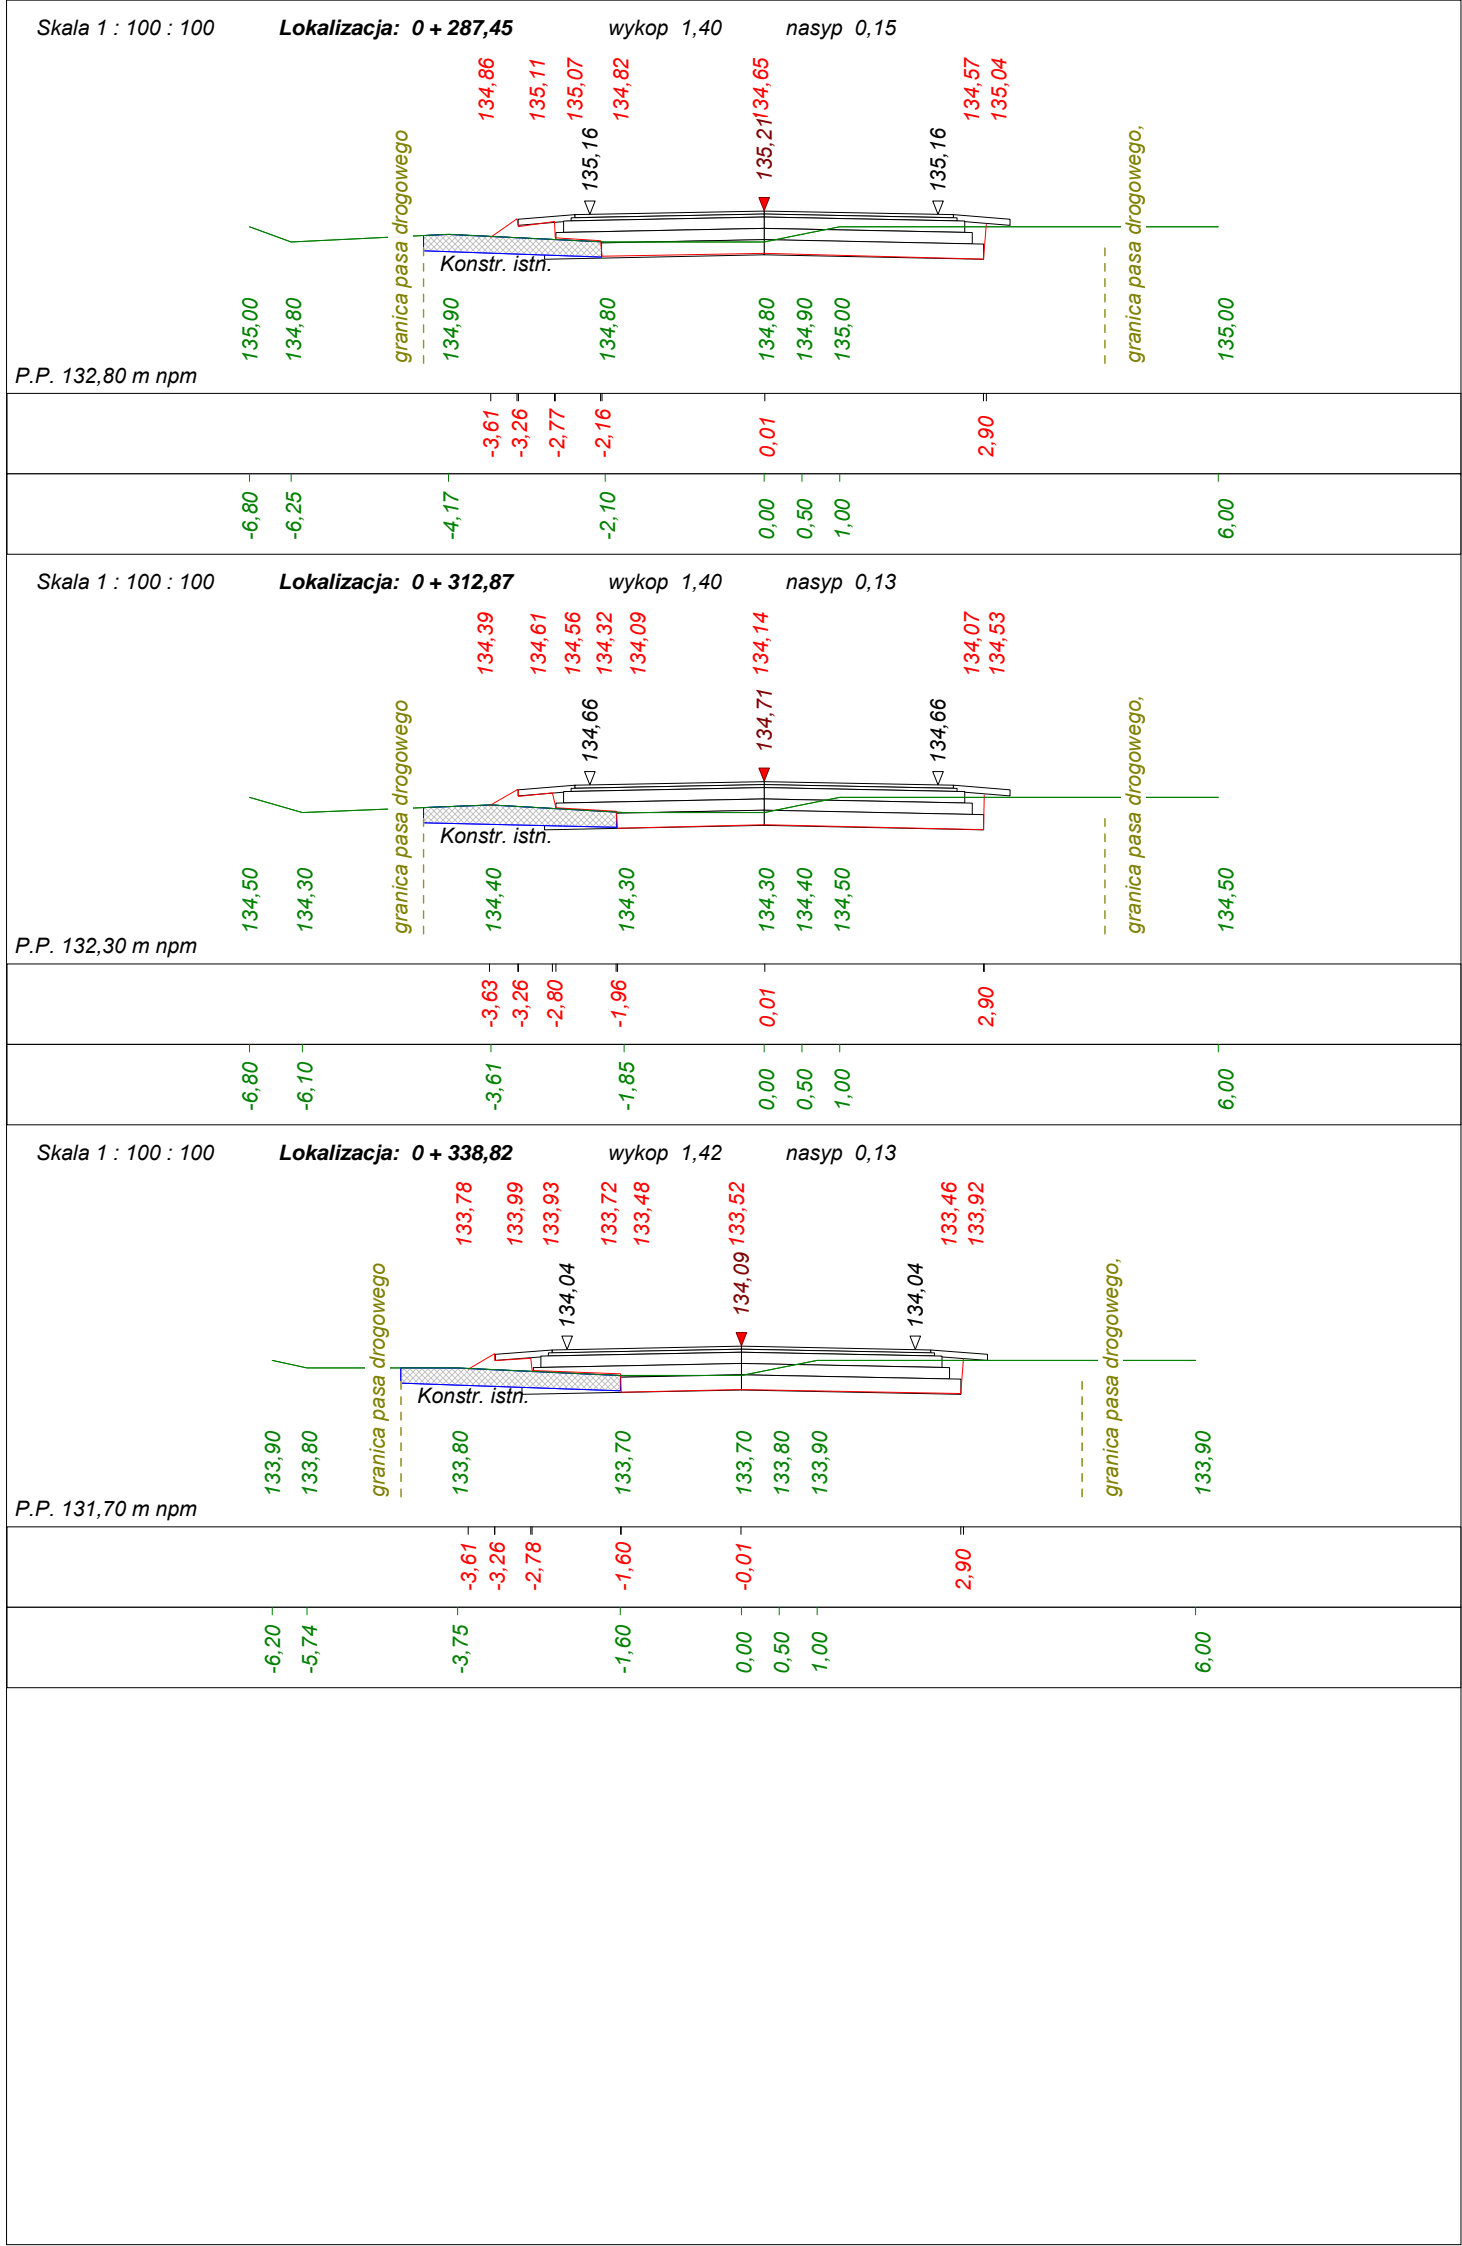 Skala 1 : 100 : 100 Lokalizacja: 0 + 287,45 wykop 1,40 nasyp 0,15
134,86 135,11 135,07 134,82 134,65 134,57 135,04
135,16 135,21 135,16
granica pasa drogowego granica pasa drogowego,
Konstr. istn.
135,00 134,80 134,90 134,80 134,80 134,90 135,00 135,00
P.P. 132,80 m npm
-3,61 -3,26 -2,77 -2,16 0,01 2,90
-6,80 -6,25 -4,17 -2,10 0,00 0,50 1,00 6,00
Skala 1 : 100 : 100 Lokalizacja: 0 + 312,87 wykop 1,40 nasyp 0,13
134,39 134,61 134,56 134,32 134,09 134,14 134,07 134,53
134,66 134,71 134,66
granica pasa drogowego granica pasa drogowego,
Konstr. istn.
134,50 134,30 134,40 134,30 134,30 134,40 134,50 134,50
P.P. 132,30 m npm
-3,63 -3,26 -2,80 -1,96 0,01 2,90
-6,80 -6,10 -3,61 -1,85 0,00 0,50 1,00 6,00
Skala 1 : 100 : 100 Lokalizacja: 0 + 338,82 wykop 1,42 nasyp 0,13
133,78 133,99 133,93 133,72 133,48 133,52 133,46 133,92
134,04 134,09 134,04
granica pasa drogowego granica pasa drogowego,
Konstr. istn.
133,90 133,80 133,80 133,70 133,70 133,80 133,90 133,90
P.P. 131,70 m npm
-3,61 -3,26 -2,78 -1,60 -0,01 2,90
-6,20 -5,74 -3,75 -1,60 0,00 0,50 1,00 6,00